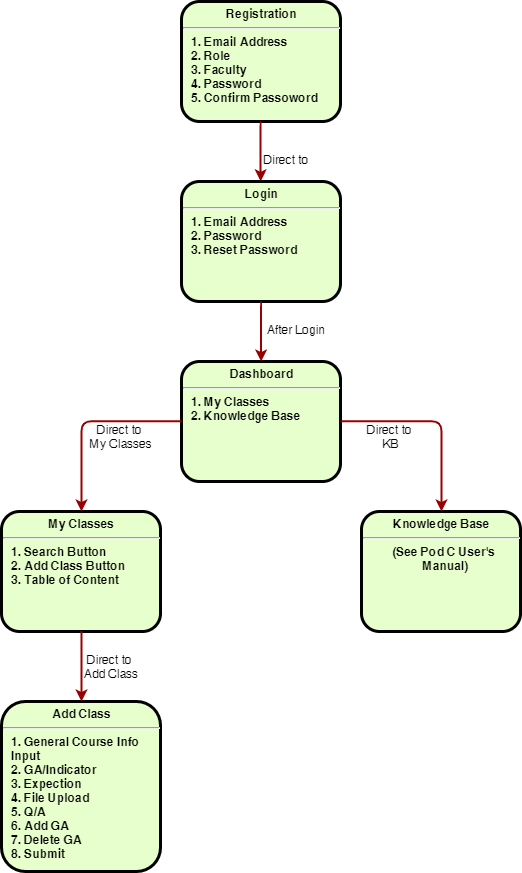 Registration
1. Email Address
2. Role
3. Faculty
4. Password
5. Confirm Passoword
Direct to
Login
1. Email Address
2. Password
3. Reset Password
After Login
Dashboard
1. My Classes
2. Knowledge Base
Direct to
My Classes
Direct to
KB
My Classes
1. Search Button
2. Add Class Button
3. Table of Content
Knowledge Base
(See Pod C User's
Manual)
Direct to
Add Class
Add Class
1. General Course Info
Input
2. GA/Indicator
3. Expection
4. File Upload
5. Q/A
6. Add GA
7. Delete GA
8. Submit